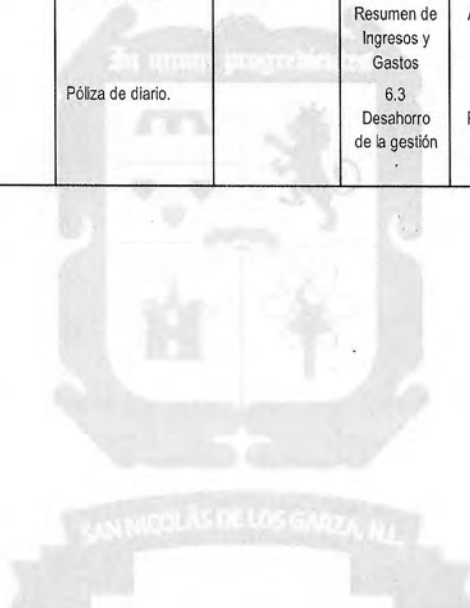 Resumen de
Ingresos y
Gastos
Póliza de diario.
6.3
Desahorro
de la gestión
SAN NICOLÁS DE LOS GARZA, N.L.